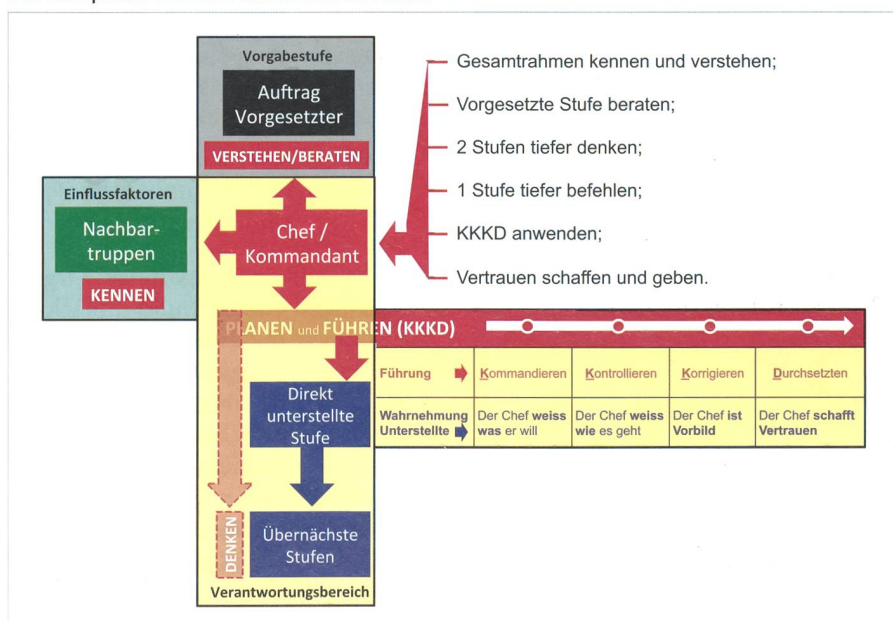 Vorgabestufe
Auftrag
Vorgesetzter
VERSTEHEN/BERATEN
Einflussfaktoren
Nachbar-
truppen
KENNEN
Chef /
Kommandant
Gesamtrahmen kennen und verstehen;
Vorgesetzte Stufe beraten;
2 Stufen tiefer denken;
1 Stufe tiefer befehlen;
KKKD anwenden;
Vertrauen schaffen und geben.
PLANEN und FÜHREN (KKKD)
Führung
Kommandieren
Kontrollieren
Korrigieren
Durchsetzten
Wahrnehmung
Unterstellte
Der Chef weiss
was er will
Der Chef weiss
wie es geht
Der Chef ist
Vorbild
Der Chef schafft
Vertrauen
Direkt
unterstellte
Stufe
DENKEN
Übernächste
Stufen
Verantwortungsbereich